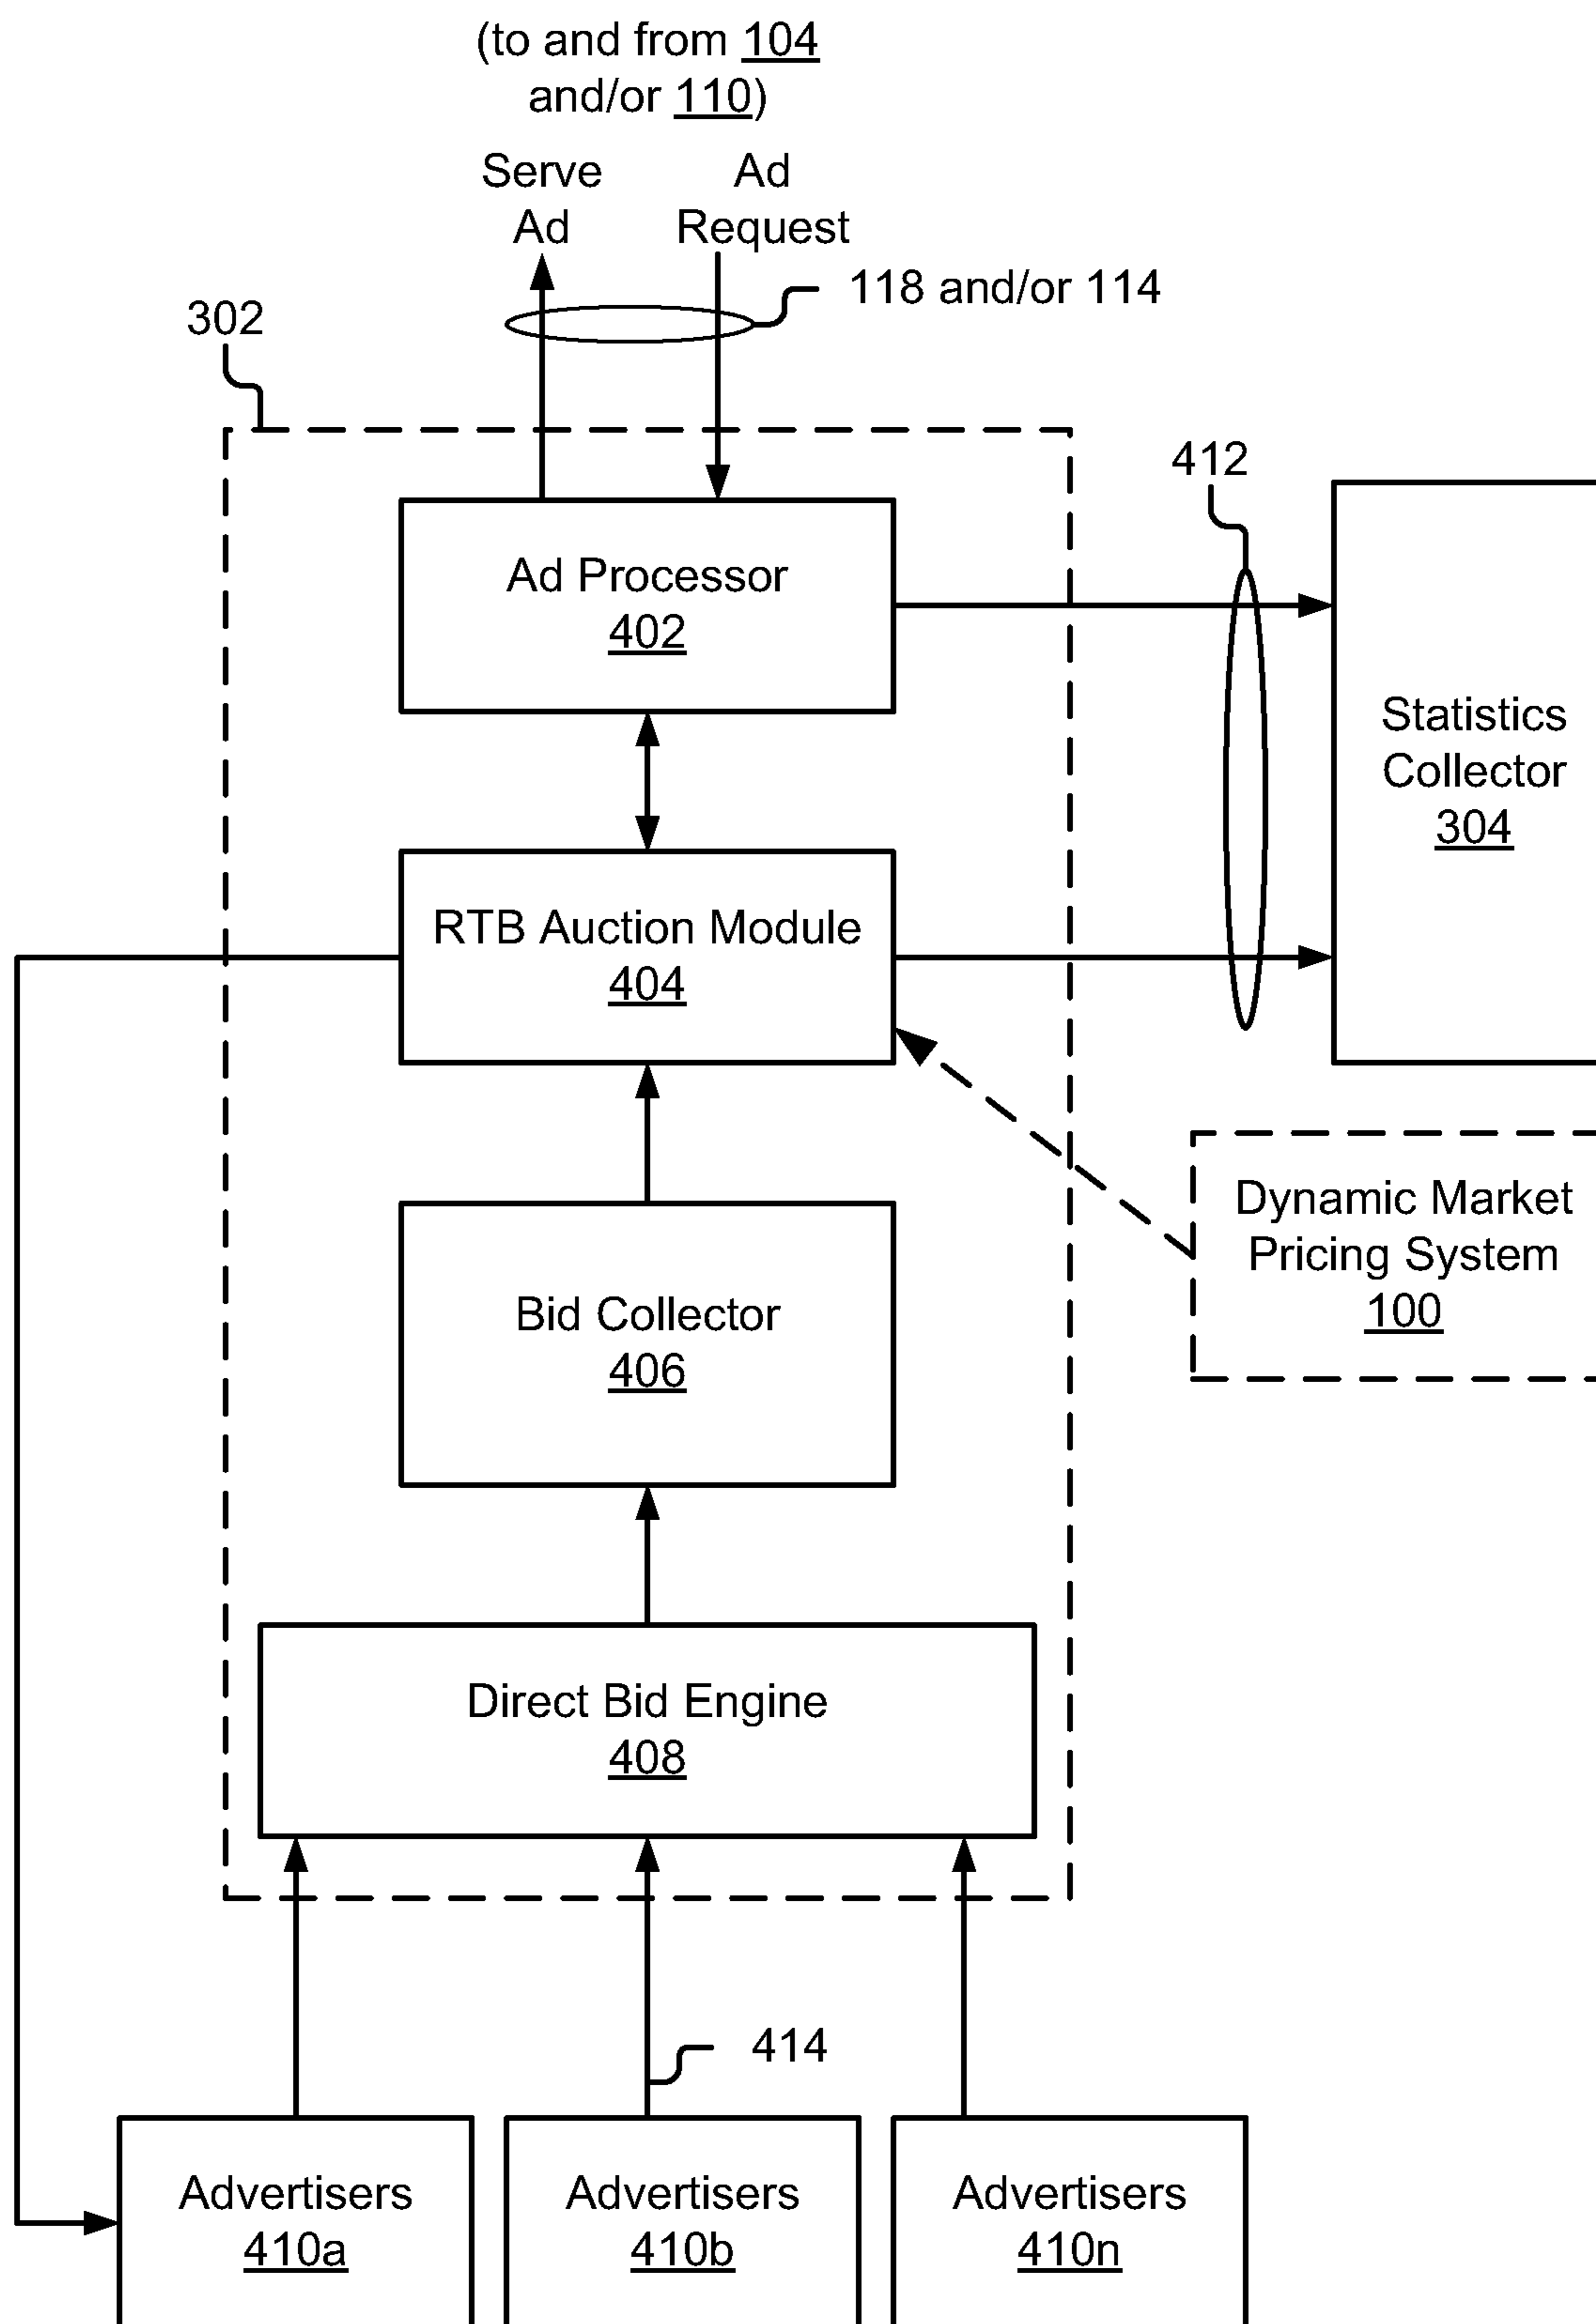 (to and from 104
and/or 110)
Serve
Ad
Ad
Request
118 and/or 114
302
412
Ad Processor
402
Statistics
Collector
304
RTB Auction Module
404
Dynamic Market
Pricing System
100
Bid Collector
406
Direct Bid Engine
408
414
Advertisers
410a
Advertisers
410b
Advertisers
410n